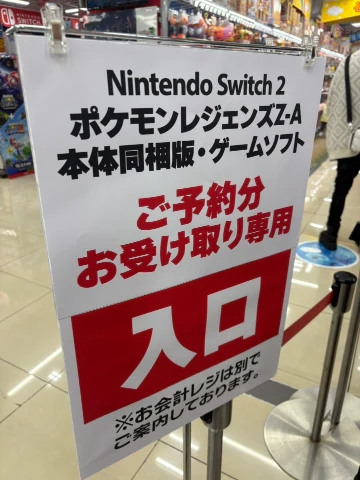 NINTENDO
SWITCH
Nintendo Switch 2
ポケモンレジェンズZ-A
本体同梱版・ゲームソフト
ご予約分
お受け取り専用
入口
※お会計レジは別で
ご案内しております。